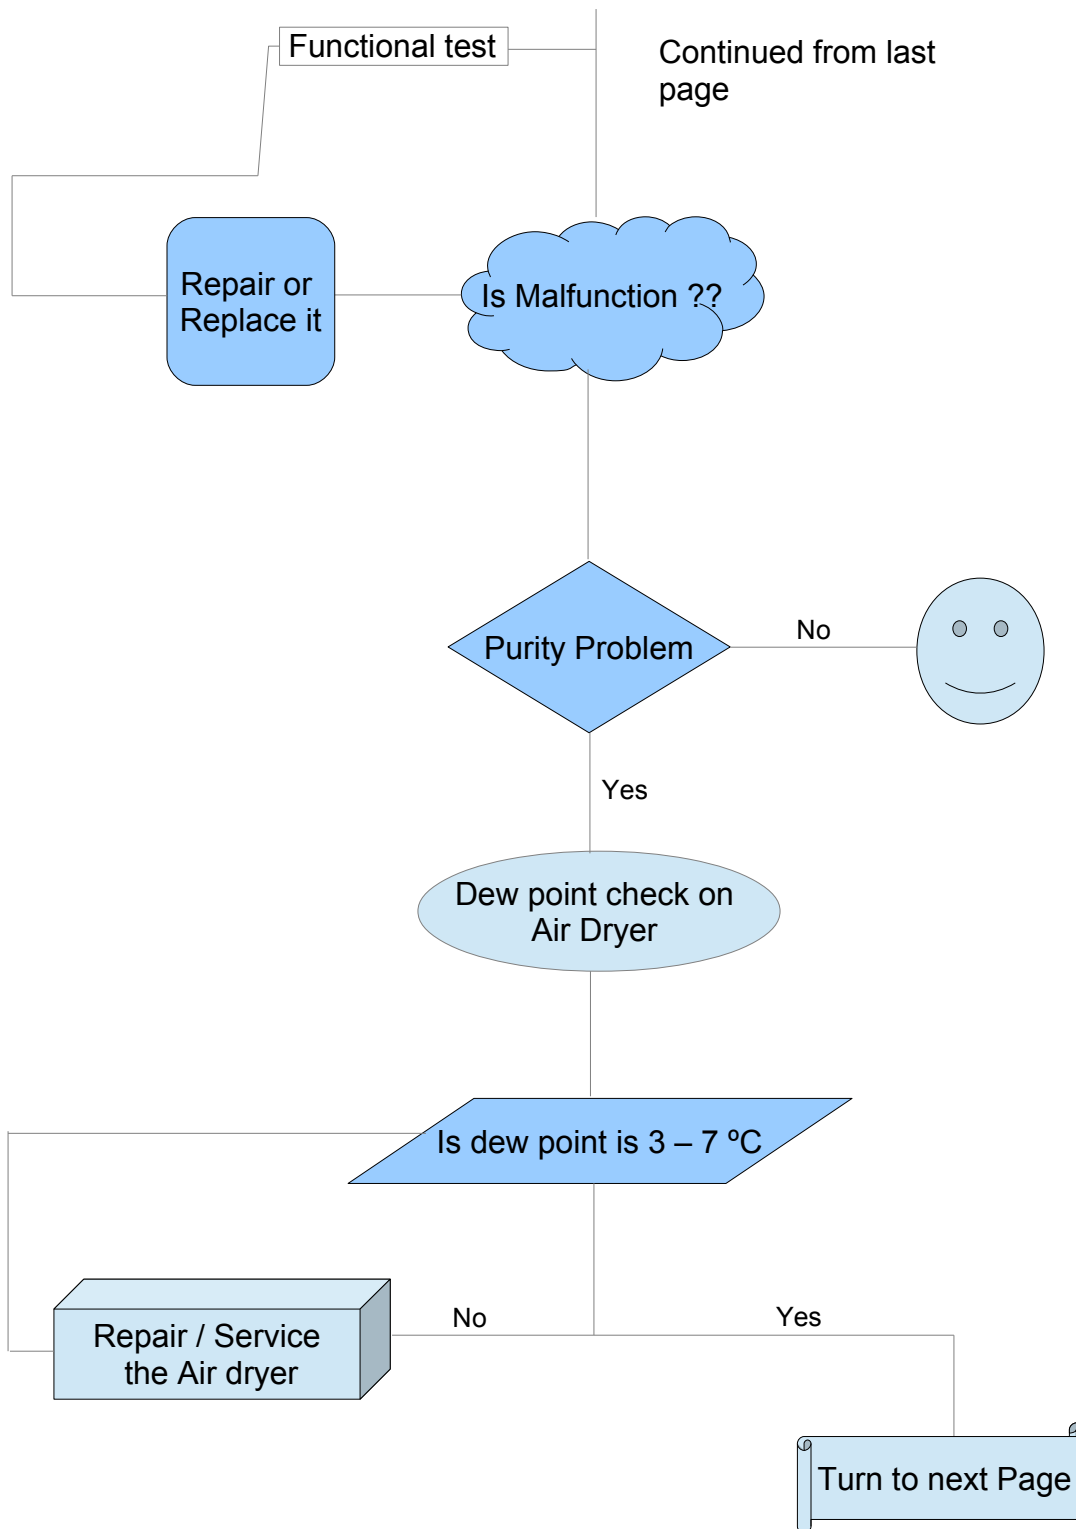 Functional test
Continued from last
page
Repair or
Replace it
Is Malfunction ??
Purity Problem
No
Yes
Dew point check on
Air Dryer
Is dew point is 3 – 7 ºC
No
Yes
Repair / Service
the Air dryer
Turn to next Page